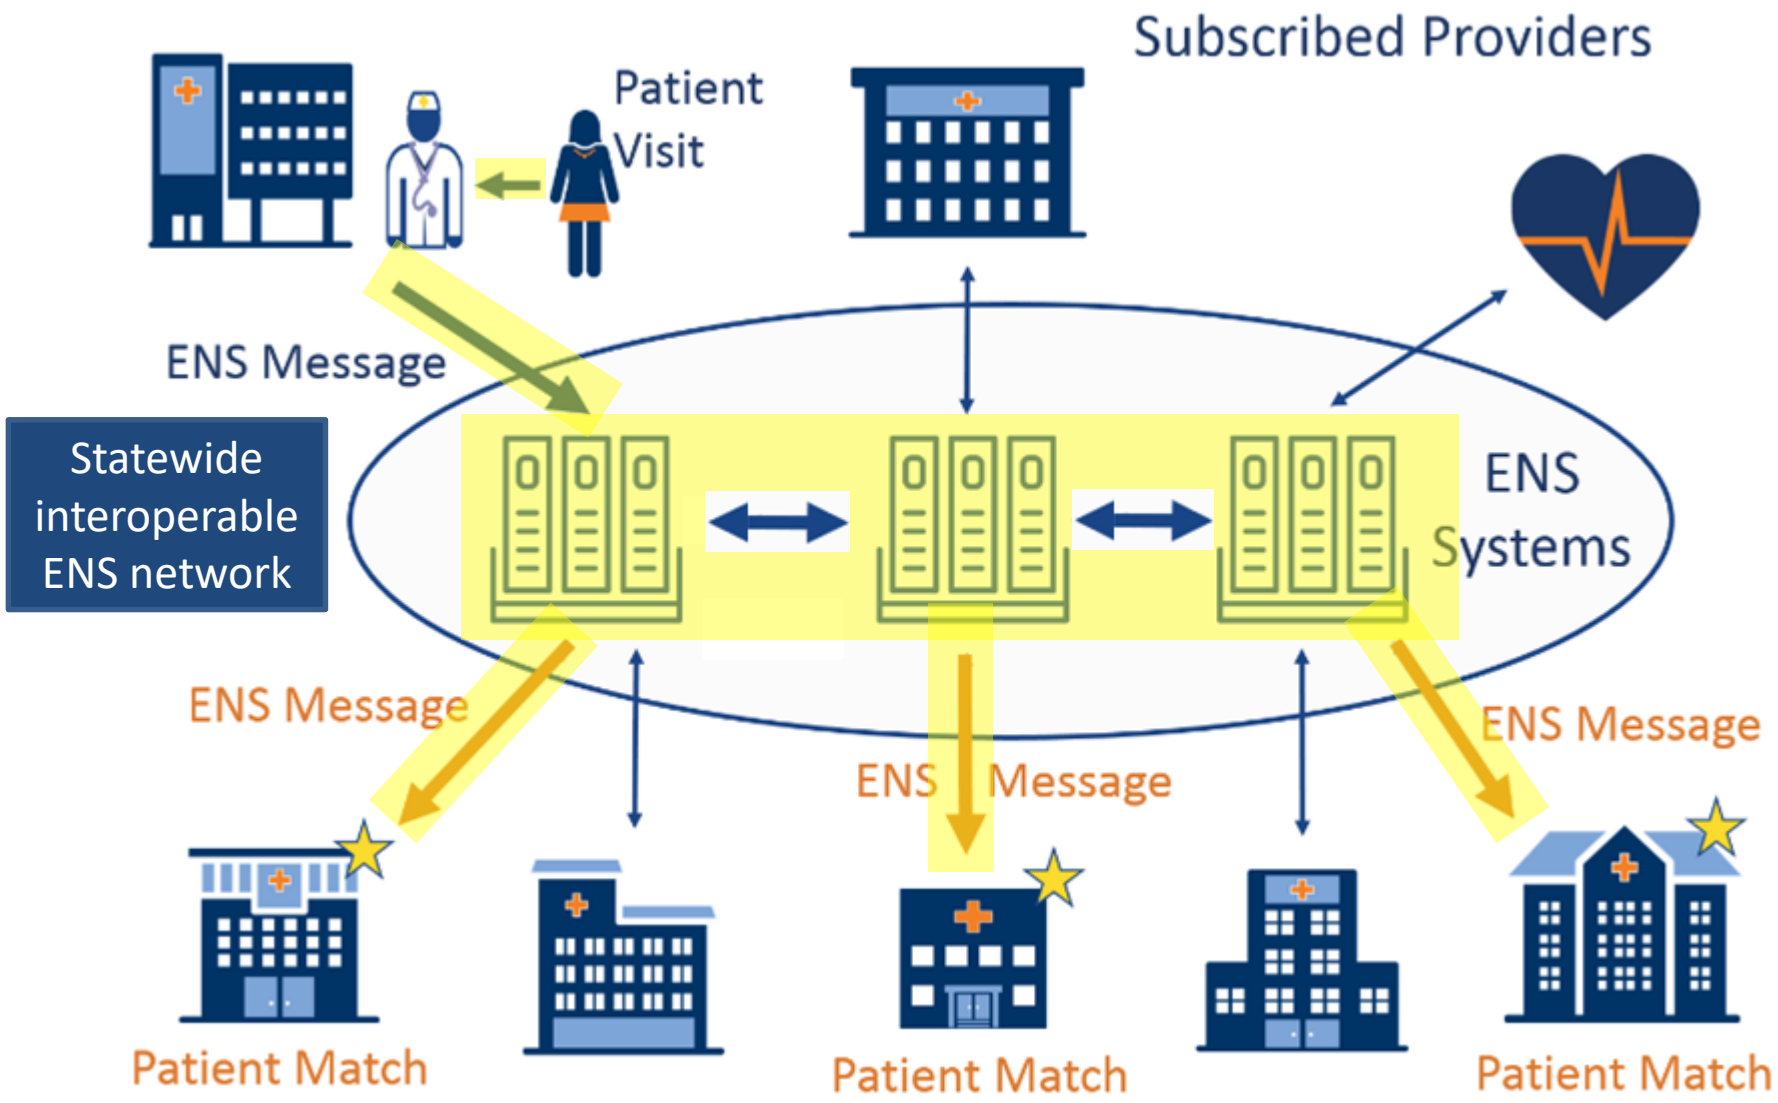 Subscribed Providers
Patient
Visit
ENS Message
Statewide
interoperable
ENS network
ENS
Systems
ENS Message
ENS Message
ENS Message
Patient Match
Patient Match
Patient Match